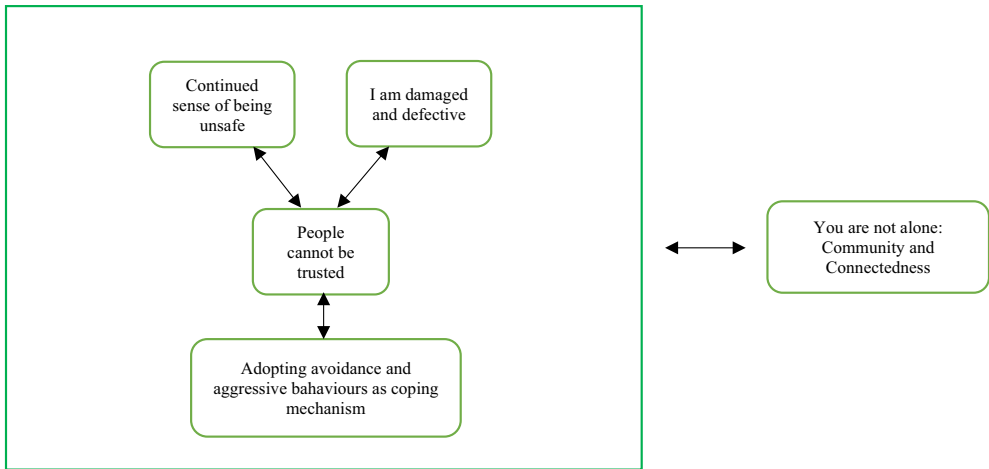 Continued
sense of being
unsafe
I am damaged
and defective
People
cannot be
trusted
You are not alone:
Community and
Connectedness
Adopting avoidance and
aggressive bahaviours as coping
mechanism